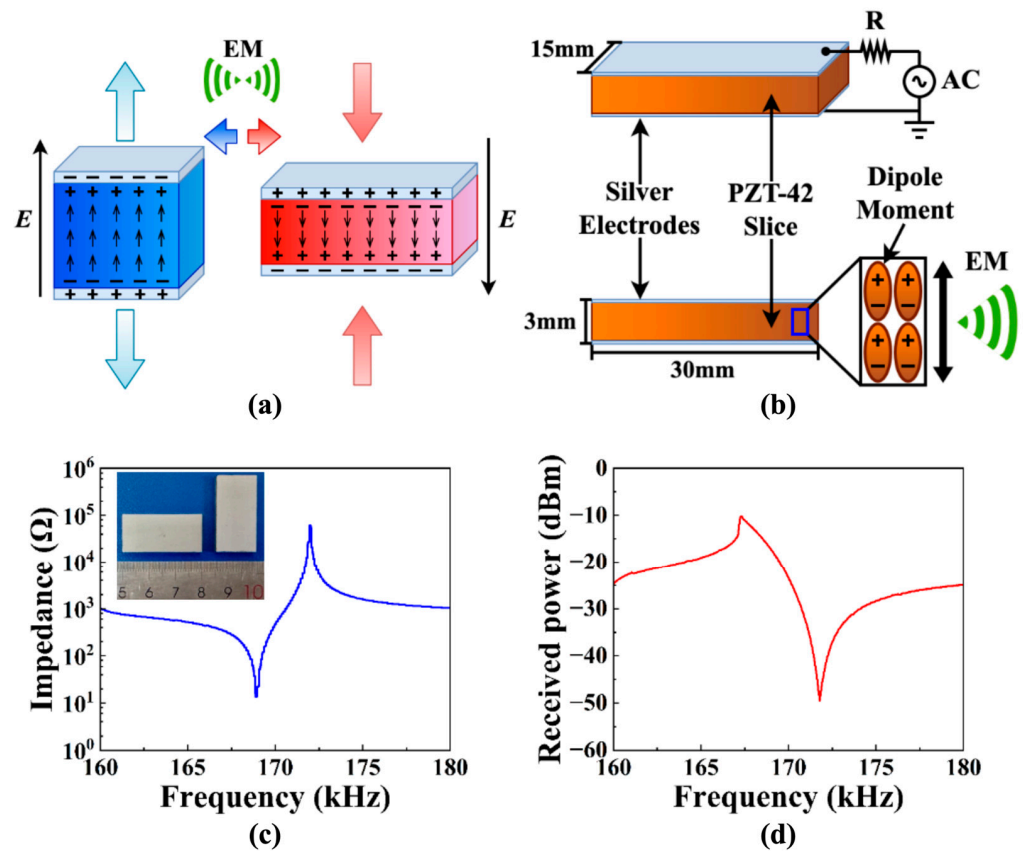 EM
E
− − − − −
+ + + + +
− − − − −
+ + + + +
+ + + + + + + +
− − − − − − − −
+ + + + + + + +
− − − − − − − −
E
(a)
15mm
R
AC
Silver
Electrodes
PZT-42
Slice
Dipole
Moment
EM
+ +
− −
+ +
− −
3mm
30mm
(b)
Impedance (Ω)
10⁶
10⁵
10⁴
10³
10²
10¹
10⁰
5 6 7 8 9 10
160 165 170 175 180
Frequency (kHz)
(c)
Received power (dBm)
0
−10
−20
−30
−40
−50
−60
160 165 170 175 180
Frequency (kHz)
(d)